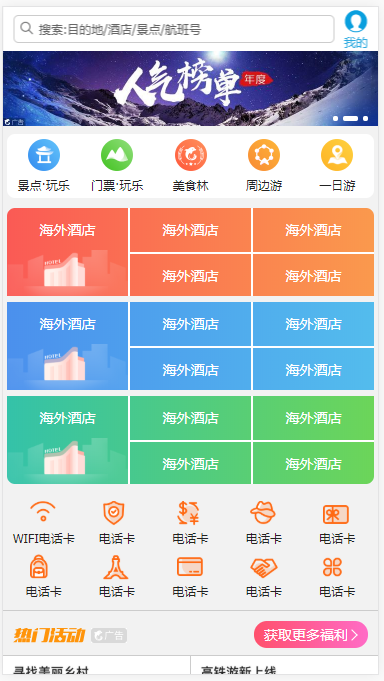 搜索:目的地/酒店/景点/航班号
我的
人气榜单 年度
广告
景点·玩乐 门票·玩乐 美食林 周边游 一日游
海外酒店 海外酒店 海外酒店
HOTEL
海外酒店 海外酒店
海外酒店 海外酒店 海外酒店
HOTEL
海外酒店 海外酒店
海外酒店 海外酒店 海外酒店
HOTEL
海外酒店 海外酒店
WIFI电话卡 电话卡 电话卡 电话卡 电话卡
电话卡 电话卡 电话卡 电话卡 电话卡
热门活动 广告 获取更多福利 >
寻找美丽乡村 高铁游新上线